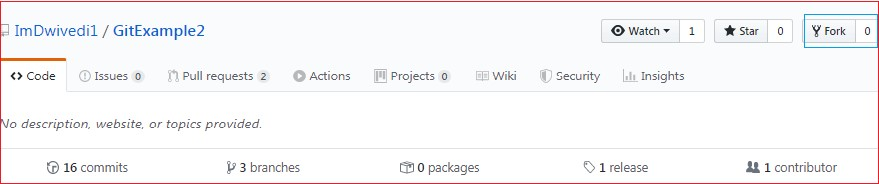 ImDwivedi1 / GitExample2 Watch 1 Star 0 Fork 0
Code Issues 0 Pull requests 2 Actions Projects 0 Wiki Security Insights
No description, website, or topics provided.
16 commits 3 branches 0 packages 1 release 1 contributor